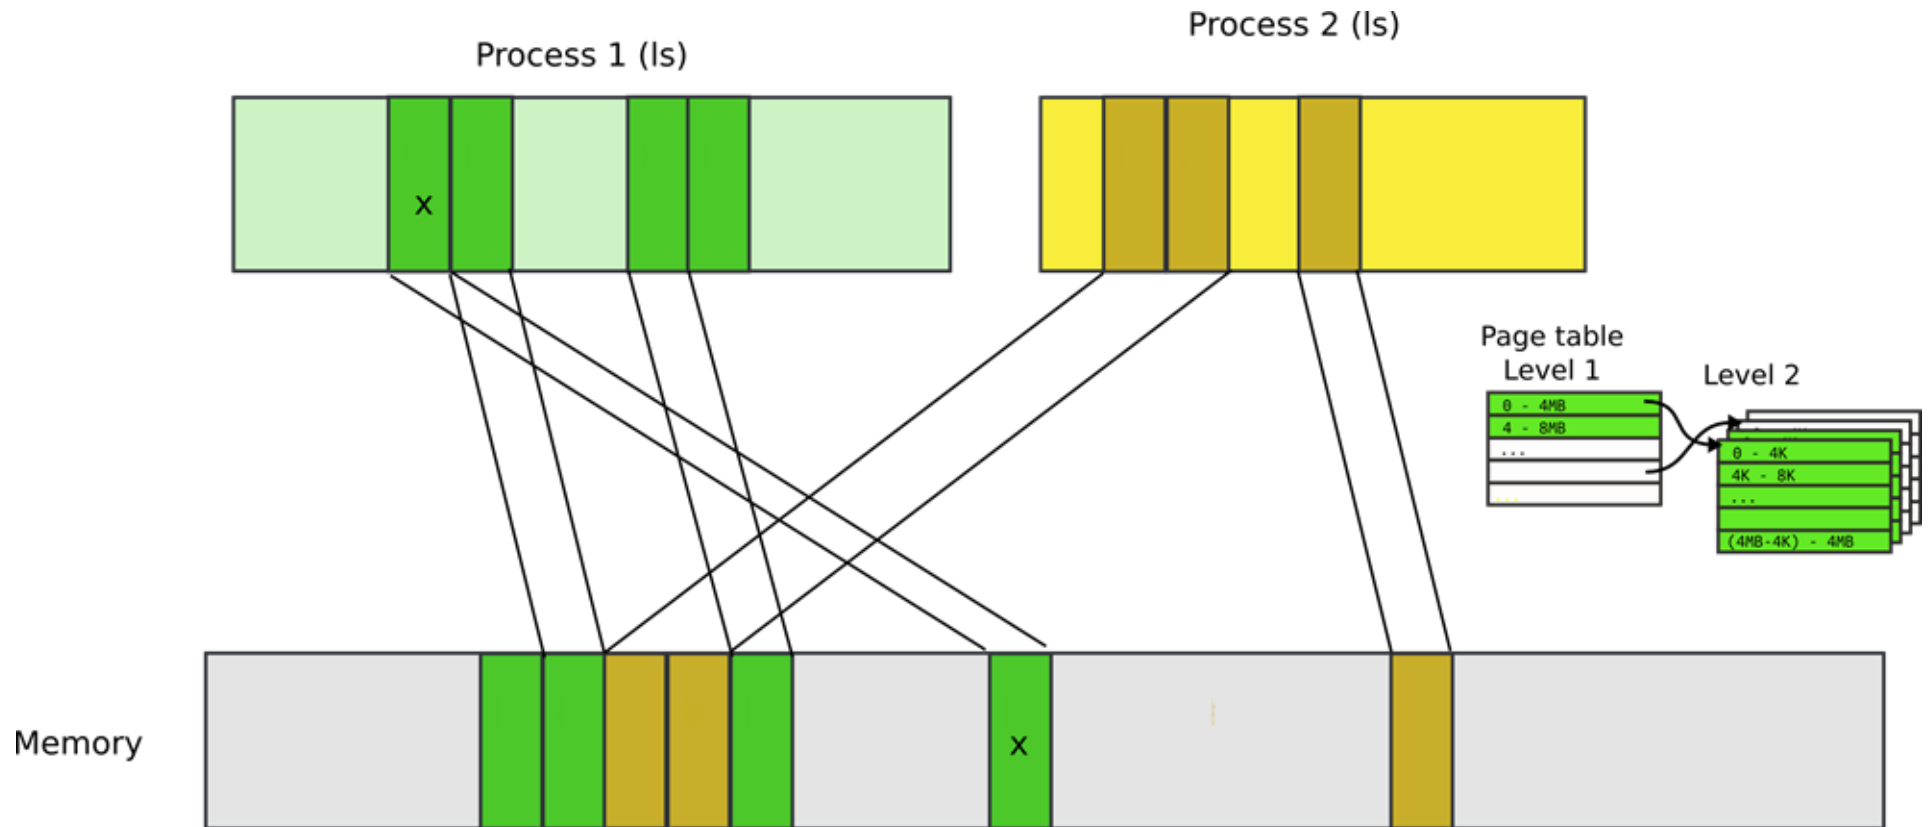 Process 1 (ls)
Process 2 (ls)
x
Page table
Level 1
Level 2
0 - 4MB
4 - 8MB
...
...
0 - 4K
4K - 8K
...
(4MB-4K) - 4MB
Memory
x